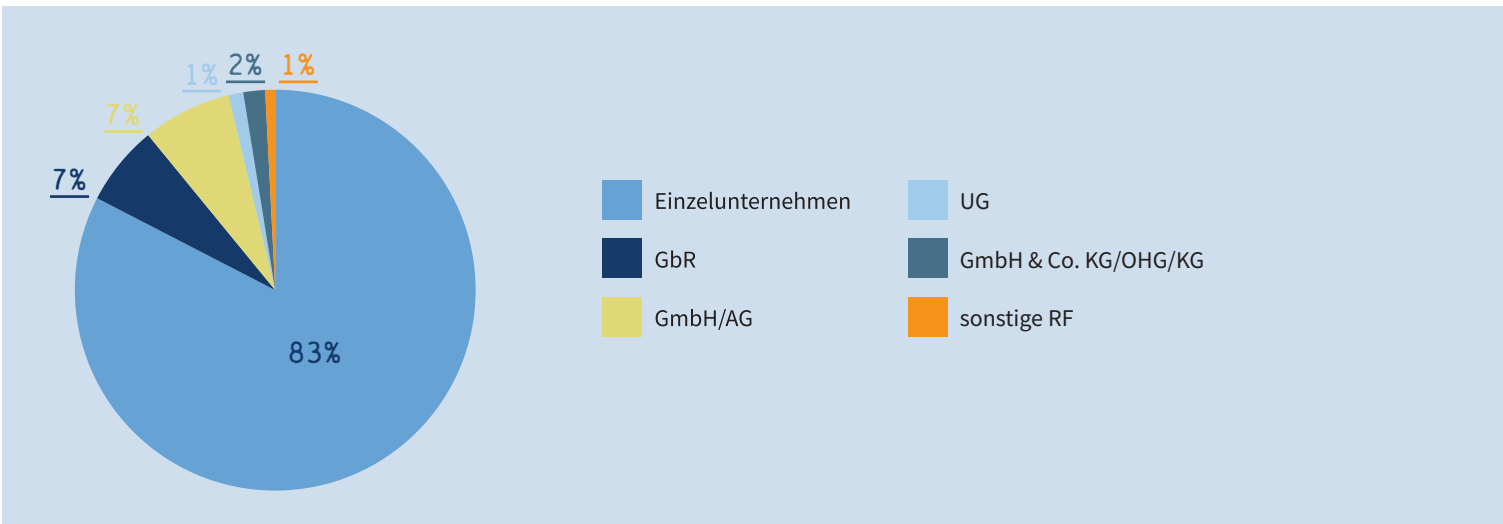 1%
2%
1%
7%
7%
83%
Einzelunternehmen
GbR
GmbH/AG
UG
GmbH & Co. KG/OHG/KG
sonstige RF